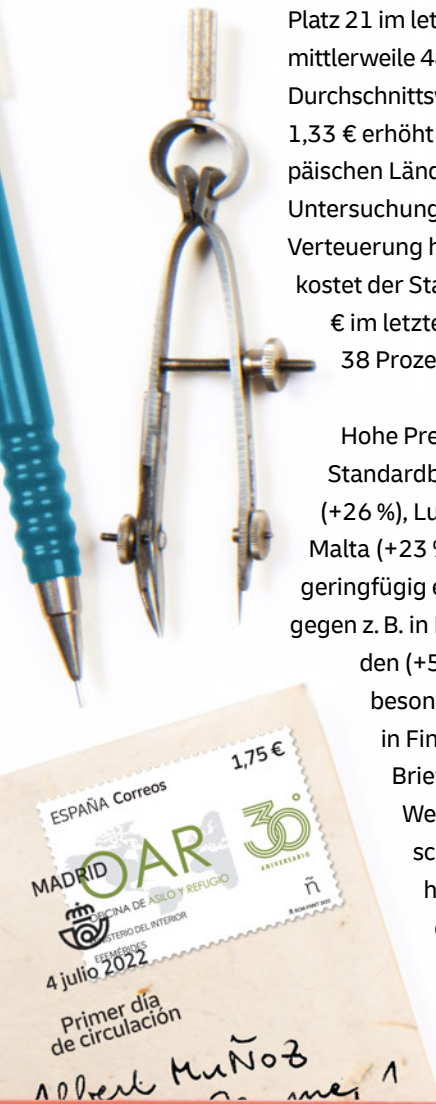 Platz 21 im let
mittlerweile 4
Durchschnitts
1,33 € erhöht
päischen Länd
Untersuchung
Verteuerung h
kostet der Sta
€ im letzte
38 Proze
Hohe Pre
Standardb
(+26 %), Lu
Malta (+23 %
geringfügig e
gegen z. B. in
den (+5
beson
in Fin
Brie
We
sc
h
ESPAÑA Correos
1,75 €
OAR
30°
ANIVERSARIO
OFICINA DE ASILO Y REFUGIO
MINISTERIO DEL INTERIOR
EFEMÉRIDES
ñ
MADRID
4 julio 2022
Primer día
de circulación
Albert Muñoz